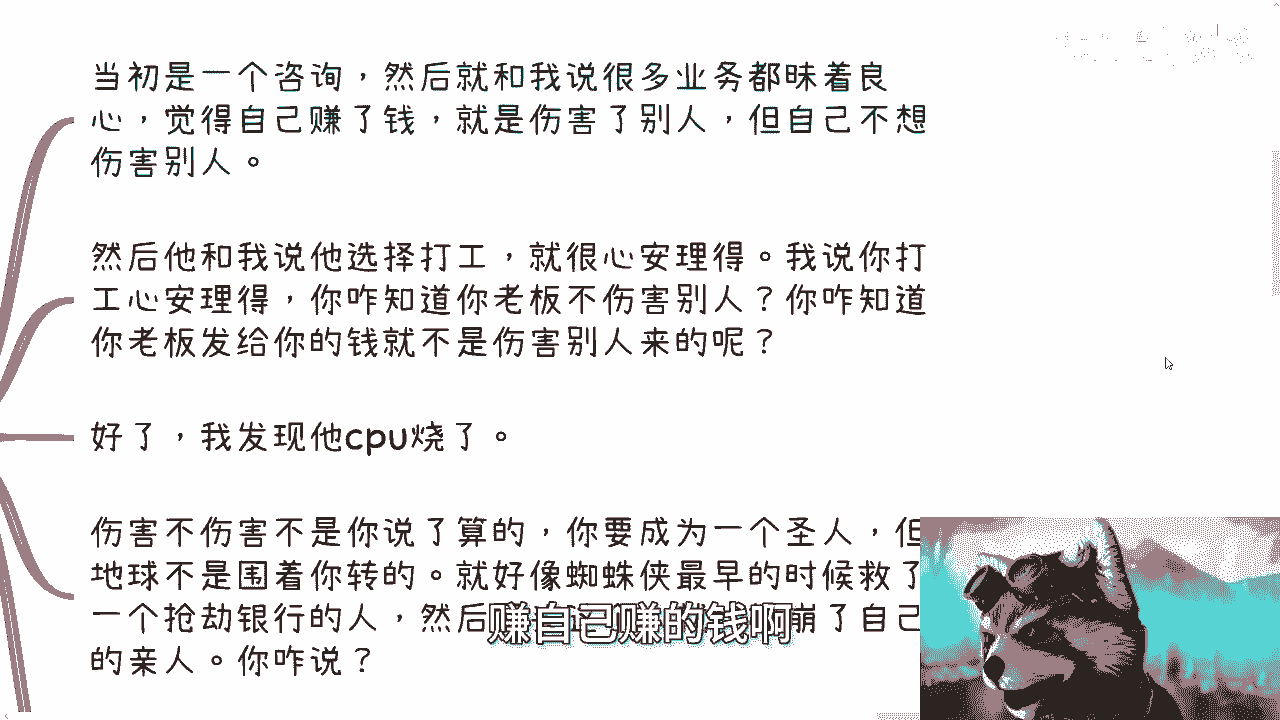 当初是一个咨询，然后就和我说很多业务都昧着良
心，觉得自己赚了钱，就是伤害了别人，但自己不想
伤害别人。
然后他和我说他选择打工，就很心安理得。我说你打
工心安理得，你咋知道你老板不伤害别人？你咋知道
你老板发给你的钱就不是伤害别人来的呢？
好了，我发现他cpu烧了。
伤害不伤害不是你说了算的，你要成为一个圣人，但
地球不是围着你转的。就好像蜘蛛侠最早的时候救了
一个抢劫银行的人，然后
崩了自己
的亲人。你咋说？
赚自己赚的钱啊